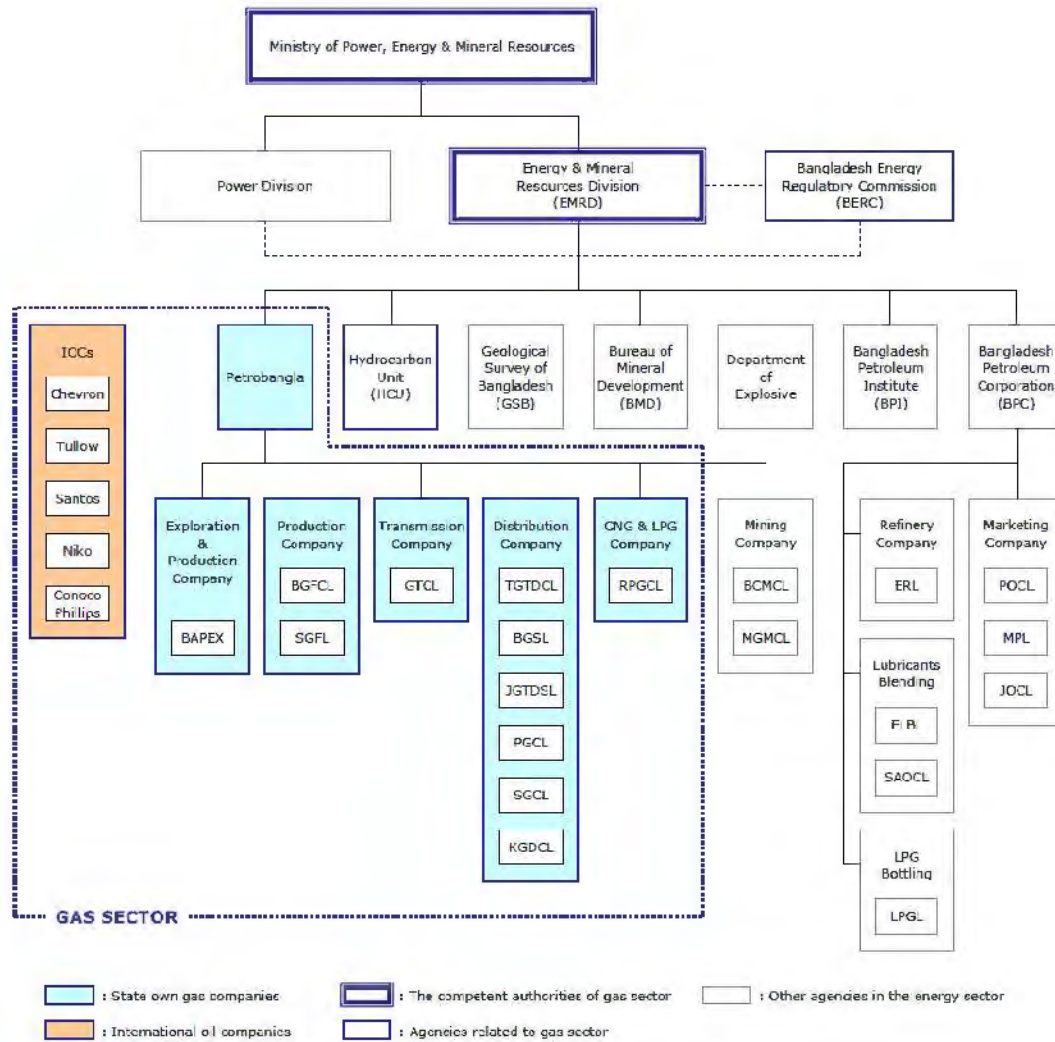 Ministry of Power, Energy & Mineral Resources
Power Division
Energy & Mineral
Resources Division
(EMRD)
Bangladesh Energy
Regulatory Commission
(BERC)
IOCs
Chevron
Tullow
Santos
Niko
Conoco
Phillips
Petrobangla
Hydrocarbon
Unit
(HCU)
Geological
Survey of
Bangladesh
(GSB)
Bureau of
Mineral
Development
(BMD)
Department
of
Explosive
Bangladesh
Petroleum
Institute
(BPI)
Bangladesh
Petroleum
Corporation
(BPC)
Exploration
&
Production
Company
BAPEX
Production
Company
BGFCL
SGFL
Transmission
Company
GTCL
Distribution
Company
TGTDCL
BGSL
JGTDSL
PGCL
SGCL
KGDCL
CNG & LPG
Company
RPGCL
Mining
Company
BCMCL
MGMCL
Refinery
Company
ERL
Lubricants
Blending
ELB
SAOCL
LPG
Bottling
LPGL
Marketing
Company
POCL
MPL
JOCL
GAS SECTOR
: State own gas companies
: The competent authorities of gas sector
: Other agencies in the energy sector
: International oil companies
: Agencies related to gas sector